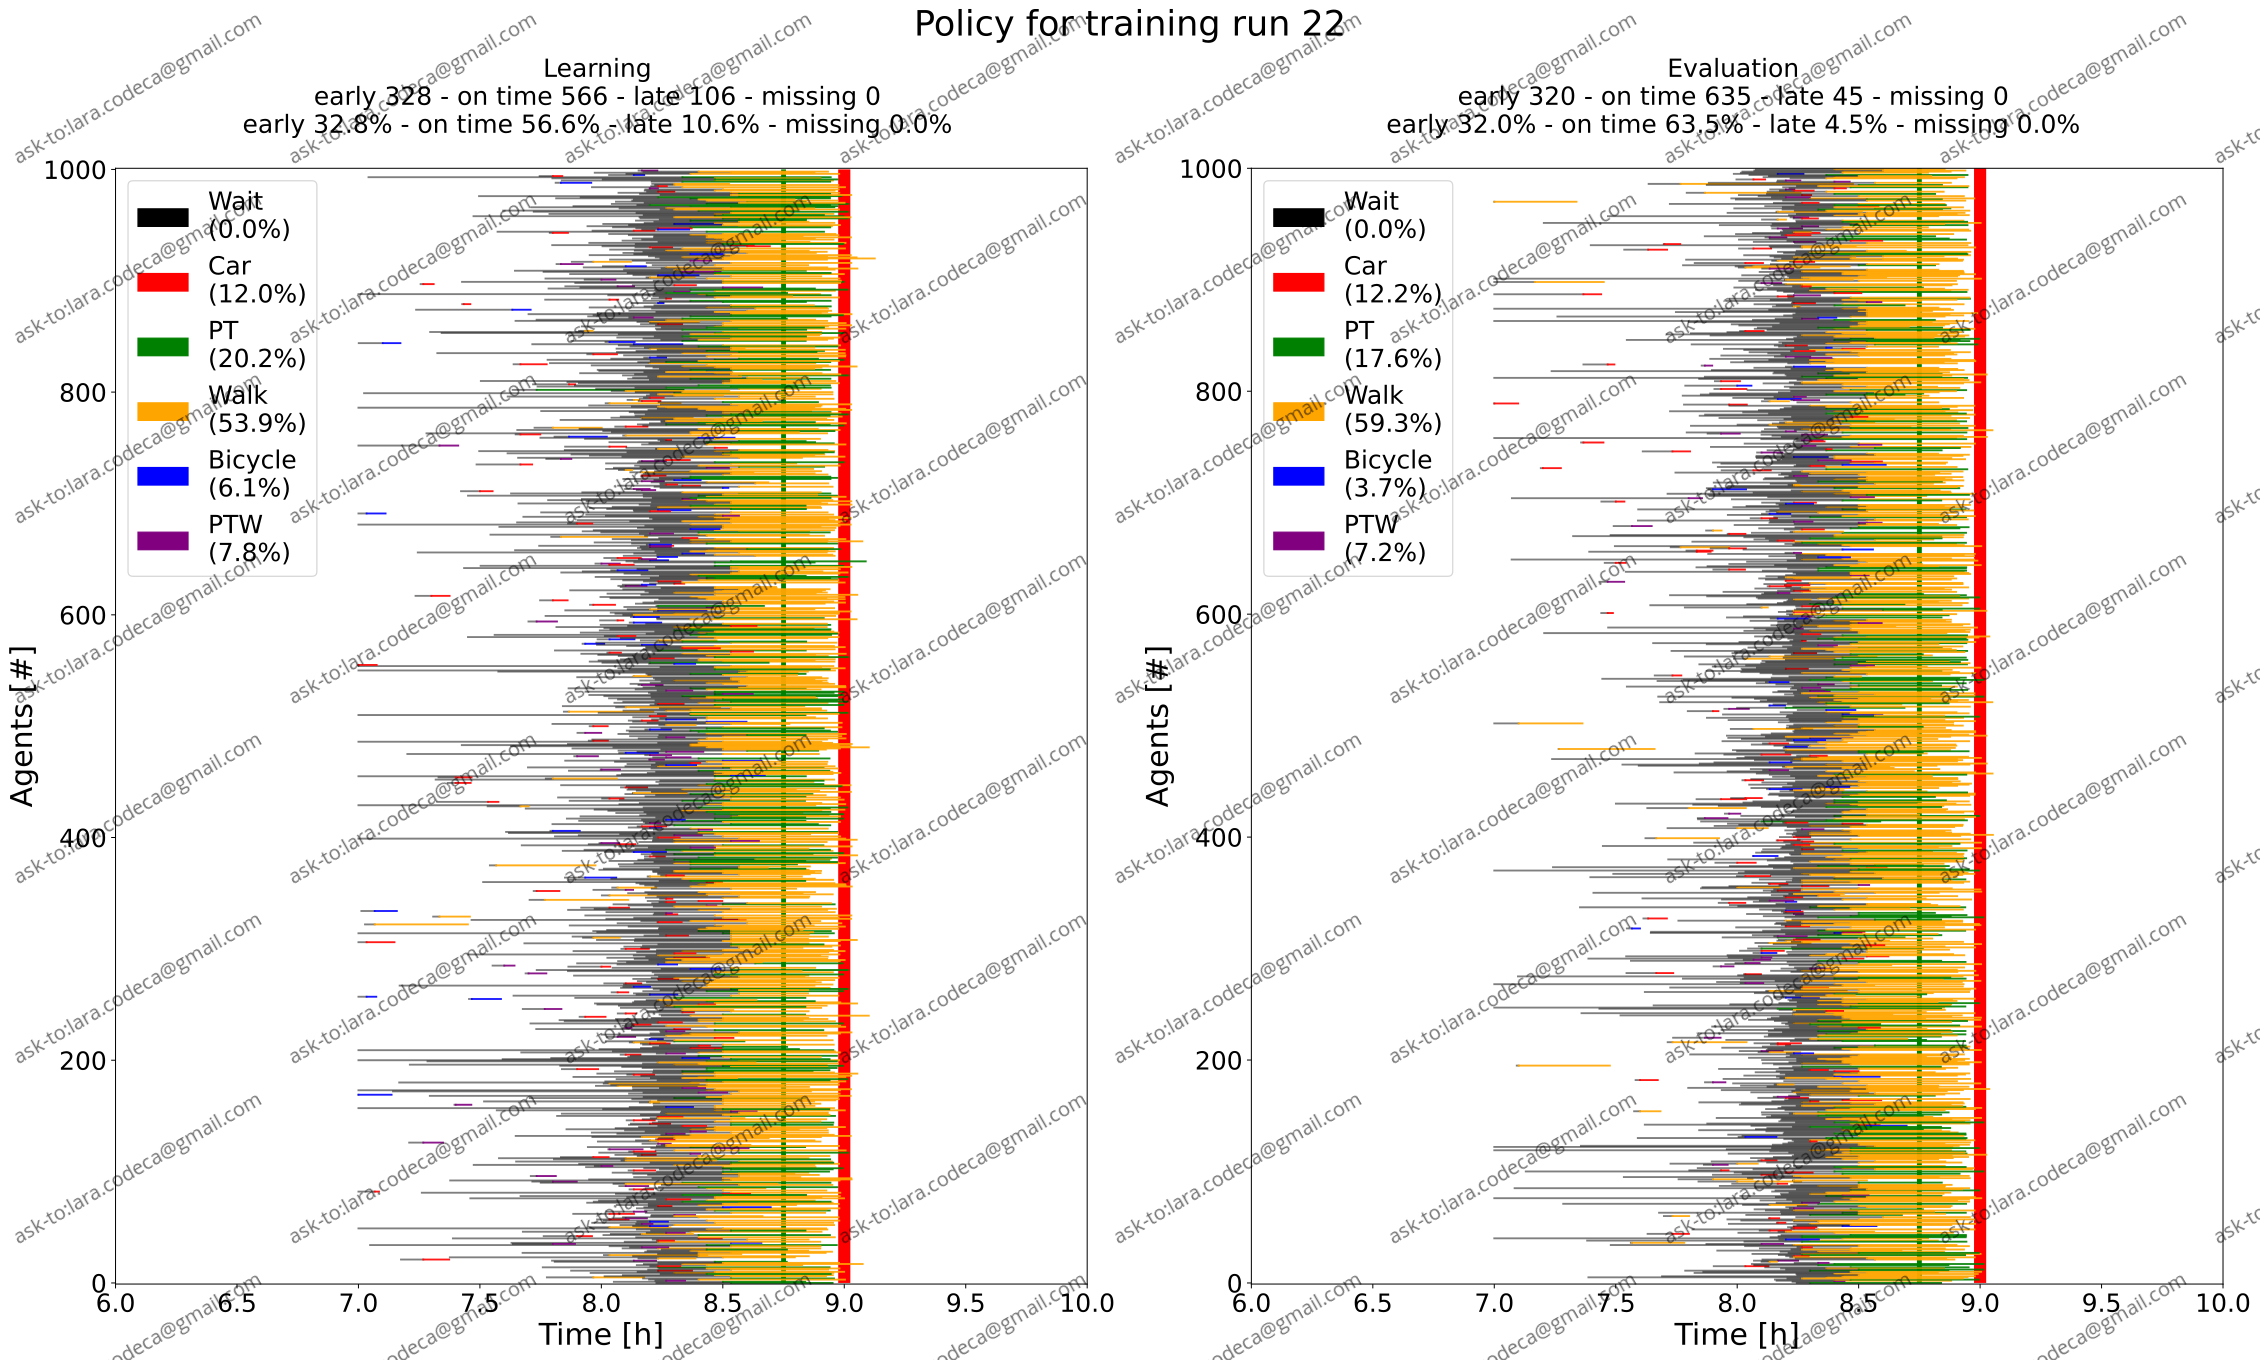 Policy for training run 22
Learning
early 328 - on time 566 - late 106 - missing 0
early 32.8% - on time 56.6% - late 10.6% - missing 0.0%
1000
800
600
400
200
0
Agents [#]
Wait
(0.0%)
Car
(12.0%)
PT
(20.2%)
Walk
(53.9%)
Bicycle
(6.1%)
PTW
(7.8%)
6.0 6.5 7.0 7.5 8.0 8.5 9.0 9.5 10.0
Time [h]
Evaluation
early 320 - on time 635 - late 45 - missing 0
early 32.0% - on time 63.5% - late 4.5% - missing 0.0%
1000
800
600
400
200
0
Agents [#]
Wait
(0.0%)
Car
(12.2%)
PT
(17.6%)
Walk
(59.3%)
Bicycle
(3.7%)
PTW
(7.2%)
6.0 6.5 7.0 7.5 8.0 8.5 9.0 9.5 10.0
Time [h]
ask-to:lara.codeca@gmail.com